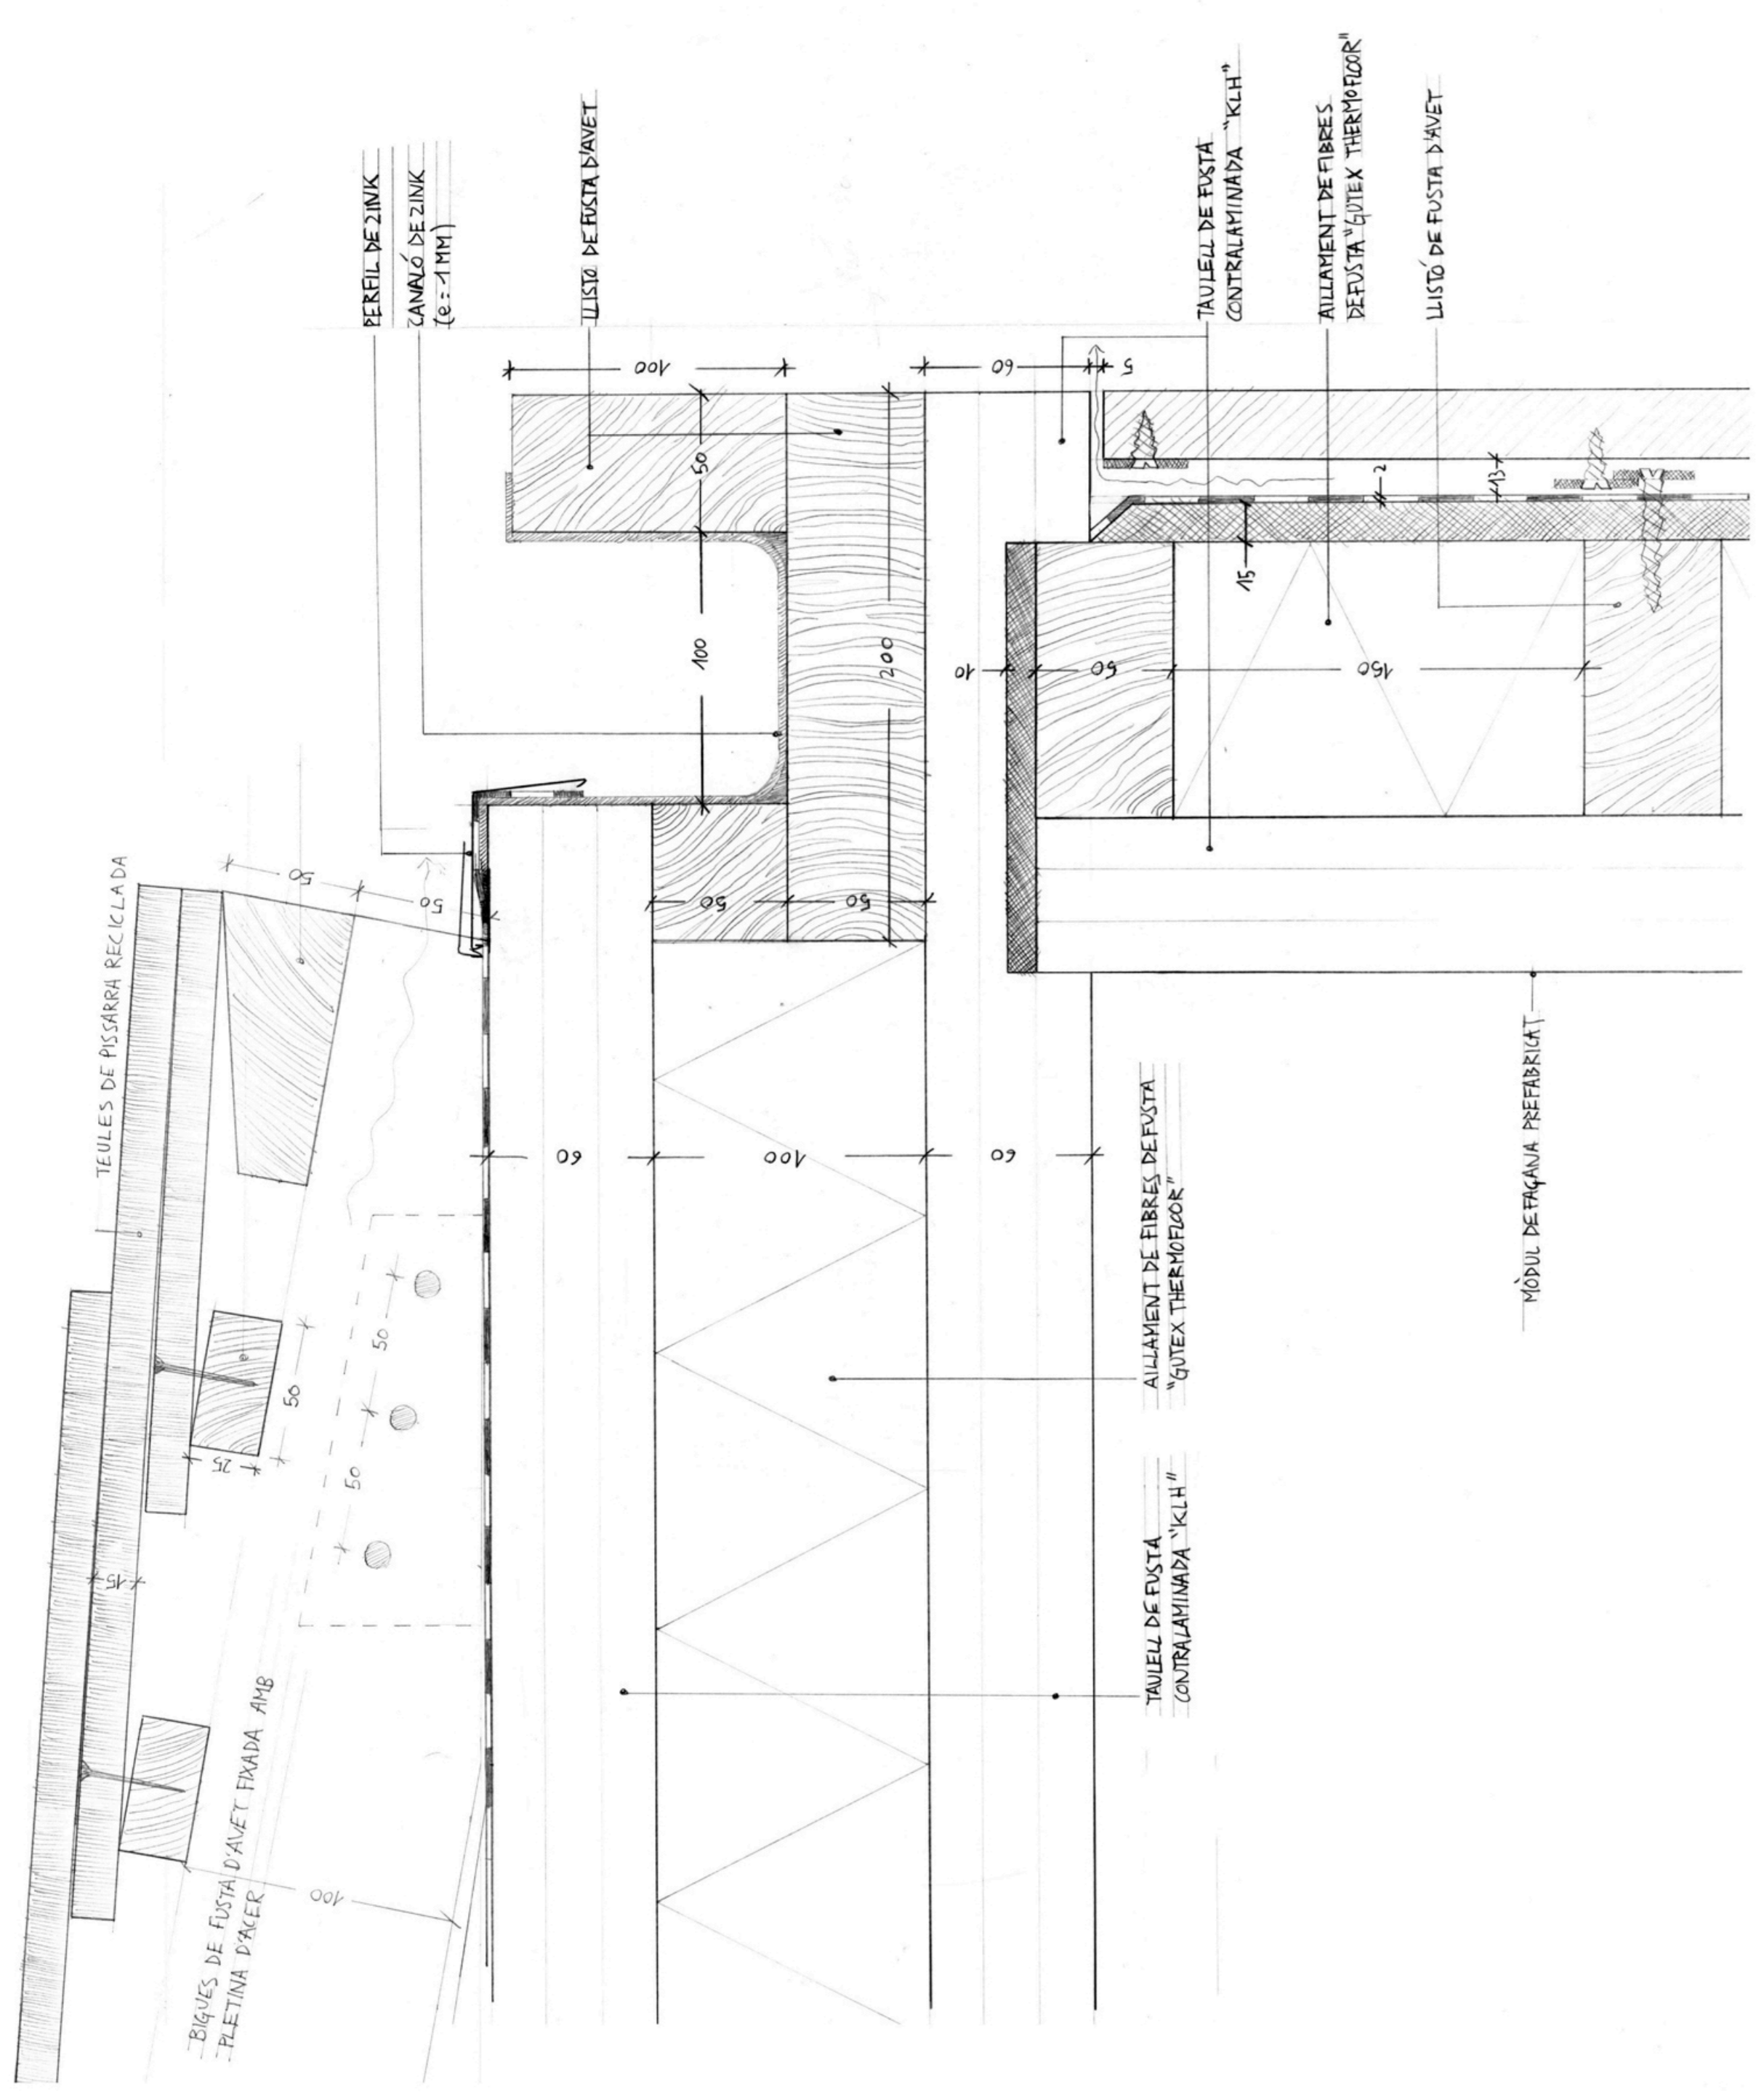 PERFIL DE ZINK
CANALÓ DE ZINK
(e=1MM)
LLISTÓ DE FUSTA D'AVET
TAULELL DE FUSTA
CONTRALAMINADA "KLH"
AILLAMENT DE FIBRES
DE FUSTA "GUTEX THERMOFLOOR"
LLISTÓ DE FUSTA D'AVET
100
60
5
50
100
200
2
13
15
10
50
150
50
50
50
50
TEULES DE PISSARRA RECICLADA
60
100
60
50
50
50
25
15
100
BIGUES DE FUSTA D'AVET FIXADA AMB
PLETINA D'ACER
AILLAMENT DE FIBRES DE FUSTA
"GUTEX THERMOFLOOR"
TAULELL DE FUSTA
CONTRALAMINADA "KLH"
MÒDUL DE FAÇANA PREFABRICAT